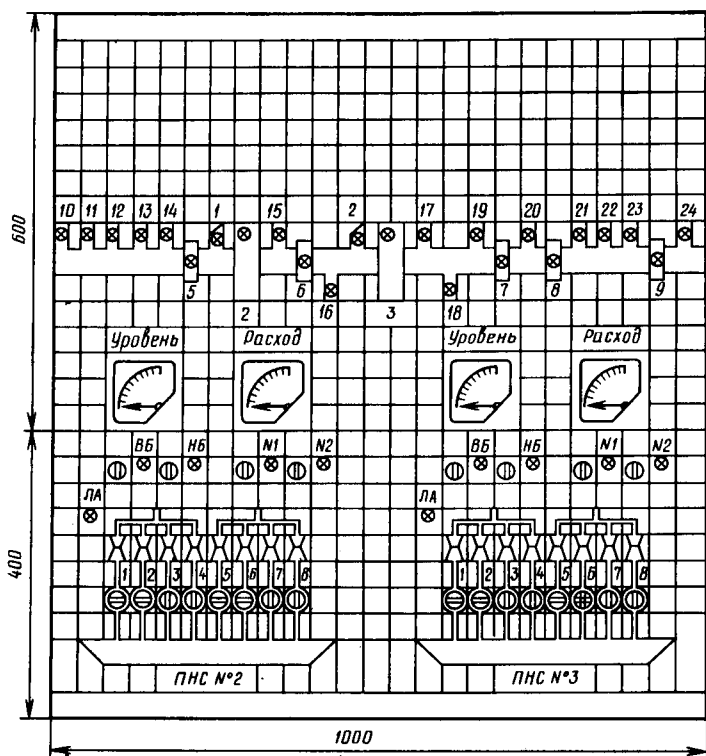 10 11 12 13 14 1 15 2 17 19 20 21 22 23 24
5 6 16 18 7 8 9
2 3
600
Уровень Расход Уровень Расход
ВБ НБ N1 N2 ВБ НБ N1 N2
ЛА ЛА
400
1 2 3 4 5 6 7 8 1 2 3 4 5 6 7 8
ПНС №2 ПНС №3
1000